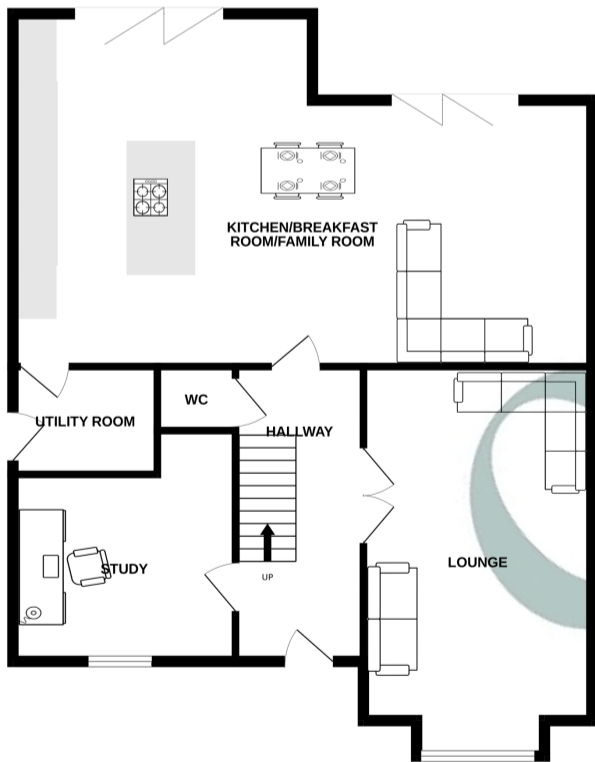 KITCHEN/BREAKFAST
ROOM/FAMILY ROOM
WC
UTILITY ROOM
HALLWAY
LOUNGE
STUDY
UP